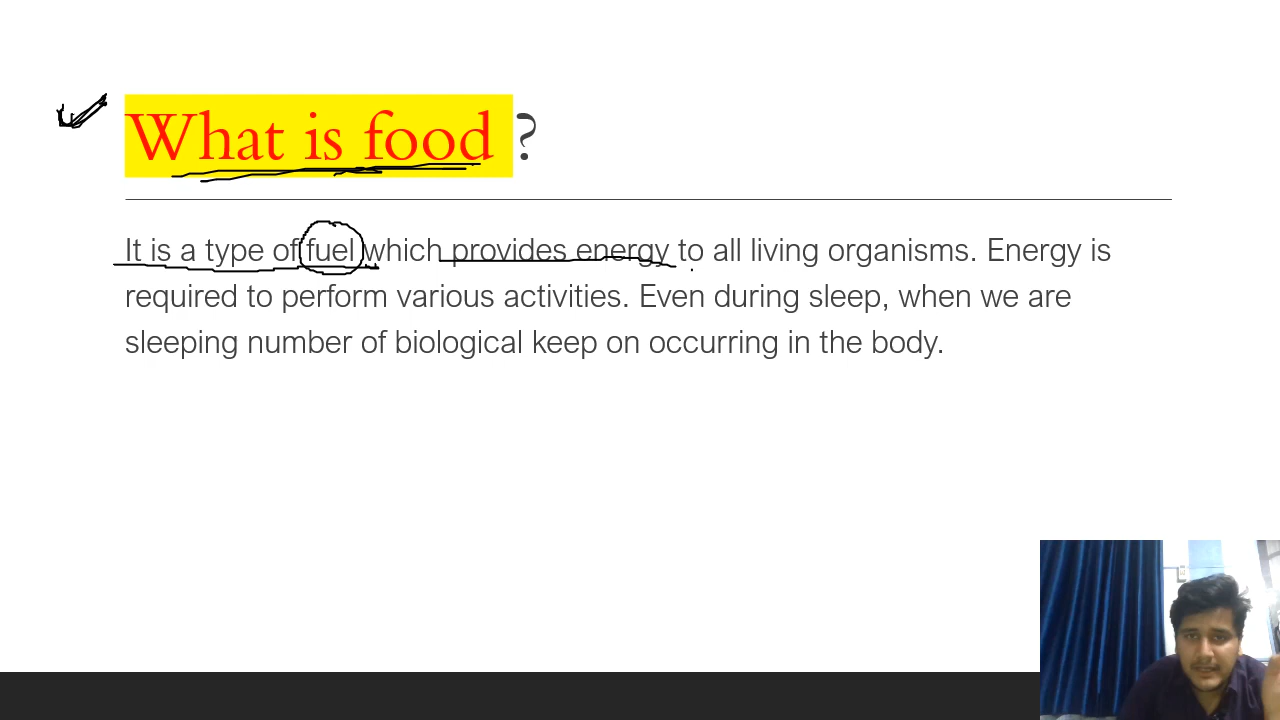 What is food ?
It is a type of fuel which provides energy to all living organisms. Energy is
required to perform various activities. Even during sleep, when we are
sleeping number of biological keep on occurring in the body.